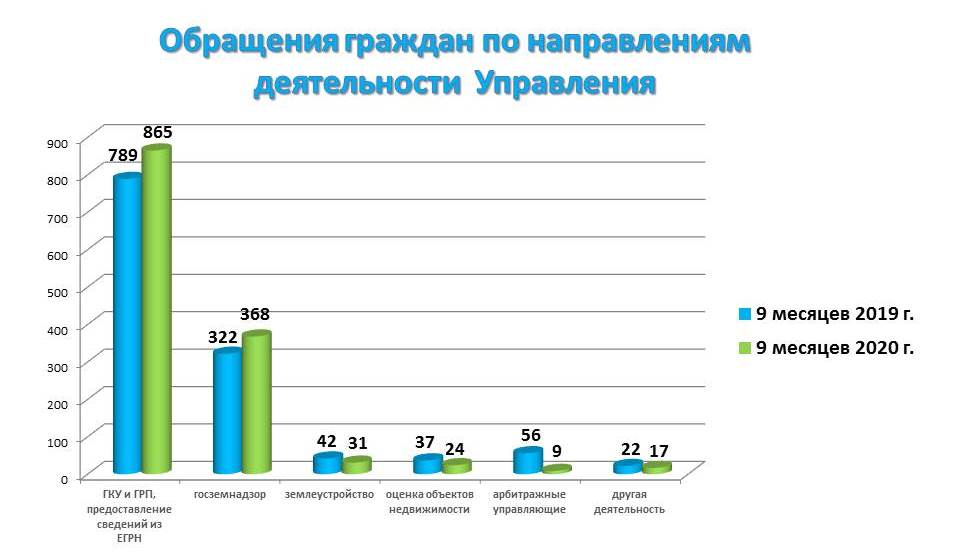 Обращения граждан по направлениям
деятельности Управления
900
800
700
600
500
400
300
200
100
0
789
865
322
368
42
31
37
24
56
9
22
17
ГКУ и ГРП,
предоставление
сведений из
ЕГРН
госземнадзор
землеустройство
оценка объектов
недвижимости
арбитражные
управляющие
другая
деятельность
9 месяцев 2019 г.
9 месяцев 2020 г.